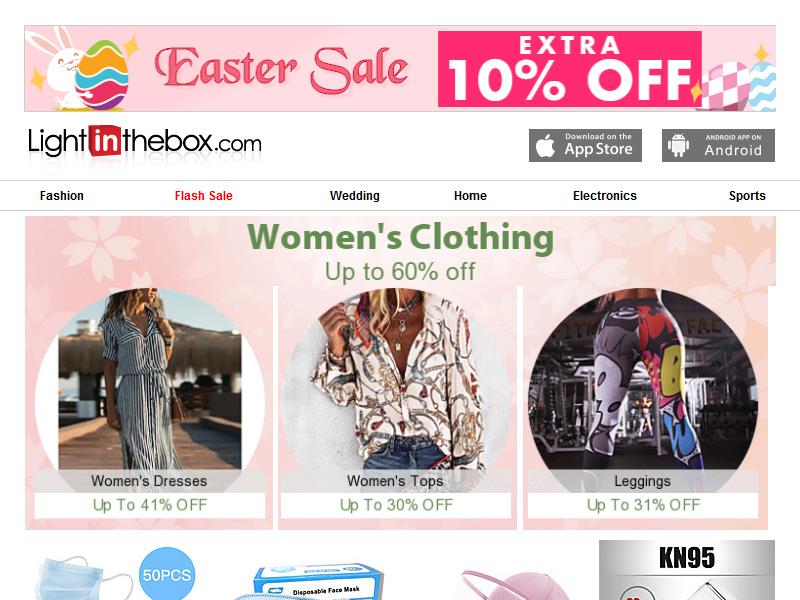 Easter Sale
EXTRA
10% OFF
Lightinthebox.com
Download on the
App Store
ANDROID APP ON
Android
Fashion
Flash Sale
Wedding
Home
Electronics
Sports
Women's Clothing
Up to 60% off
Women's Dresses
Up To 41% OFF
Women's Tops
Up To 30% OFF
Leggings
Up To 31% OFF
50PCS
Disposable Face Mask
KN95